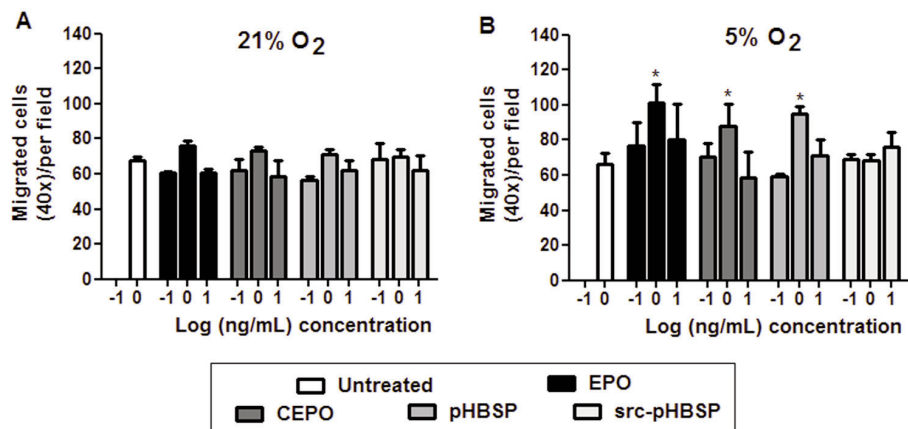 A
21% O2
Migrated cells
(40x)/per field
140
120
100
80
60
40
20
0
-1 0 -1 0 1 -1 0 1 -1 0 1 -1 0 1
Log (ng/mL) concentration
B
5% O2
Migrated cells
(40x)/per field
140
120
100
80
60
40
20
0
* * *
-1 0 -1 0 1 -1 0 1 -1 0 1 -1 0 1
Log (ng/mL) concentration
Untreated EPO
CEPO pHBSP src-pHBSP